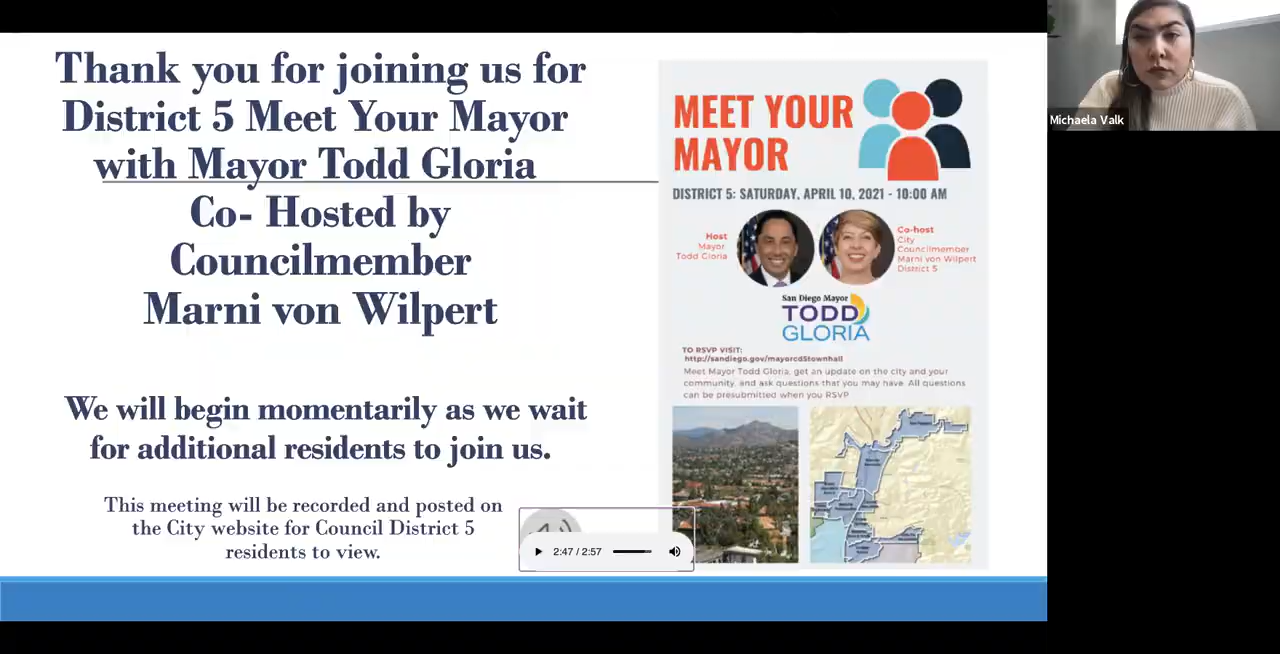 Thank you for joining us for
District 5 Meet Your Mayor
with Mayor Todd Gloria
Co- Hosted by
Councilmember
Marni von Wilpert
We will begin momentarily as we wait
for additional residents to join us.
This meeting will be recorded and posted on
the City website for Council District 5
residents to view.
2:47 / 2:57
MEET YOUR
MAYOR
DISTRICT 5: SATURDAY, APRIL 10, 2021 - 10:00 AM
Host
Mayor
Todd Gloria
Co-host
City
Councilmember
Marni von Wilpert
District 5
San Diego Mayor
TODD
GLORIA
TO RSVP VISIT:
http://sandiego.gov/mayorcd5townhall
Meet Mayor Todd Gloria, get an update on the city and your
community, and ask questions that you may have. All questions
can be presubmitted when you RSVP
Michaela Valk